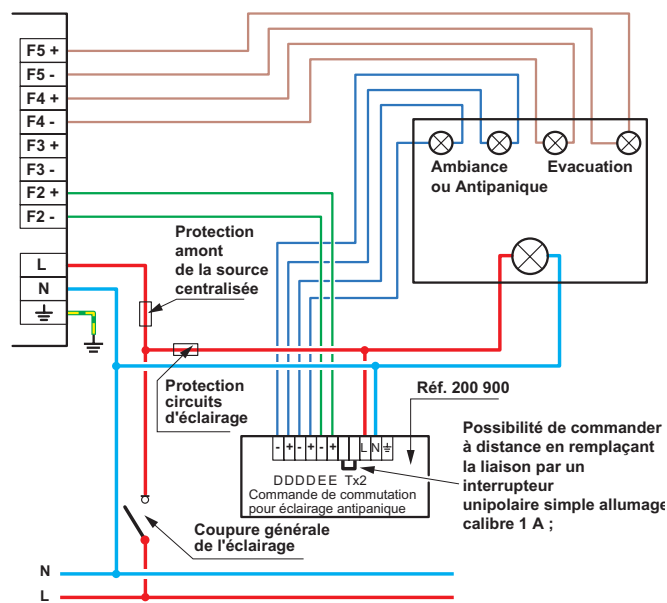 F5 +
F5 -
F4 +
F4 -
F3 +
F3 -
F2 +
F2 -
L
N
Protection
amont
de la source
centralisée
Ambiance
ou Antipanique
Evacuation
Protection
circuits
d'éclairage
Réf. 200 900
Possibilité de commander
à distance en remplaçant
la liaison par un
interrupteur
unipolaire simple allumage
calibre 1 A ;
- + - + - + L N
D D D D E E Tx2
Commande de commutation
pour éclairage antipanique
Coupure générale
de l'éclairage
N
L